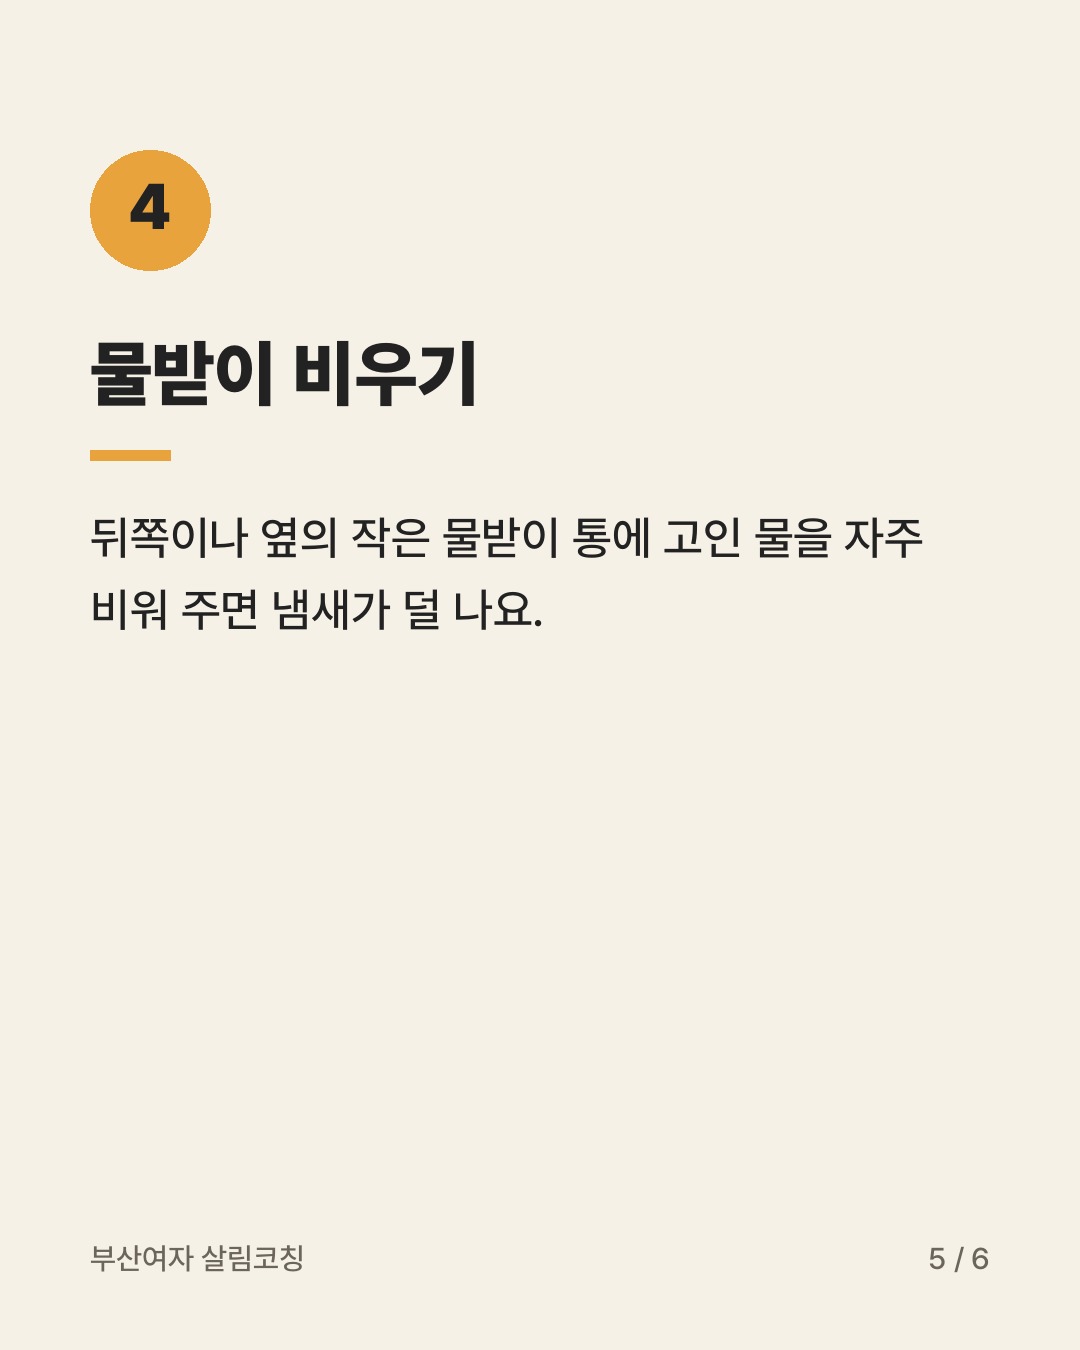 4
물받이 비우기
뒤쪽이나 옆의 작은 물받이 통에 고인 물을 자주
비워 주면 냄새가 덜 나요.
부산여자 살림코칭
5 / 6